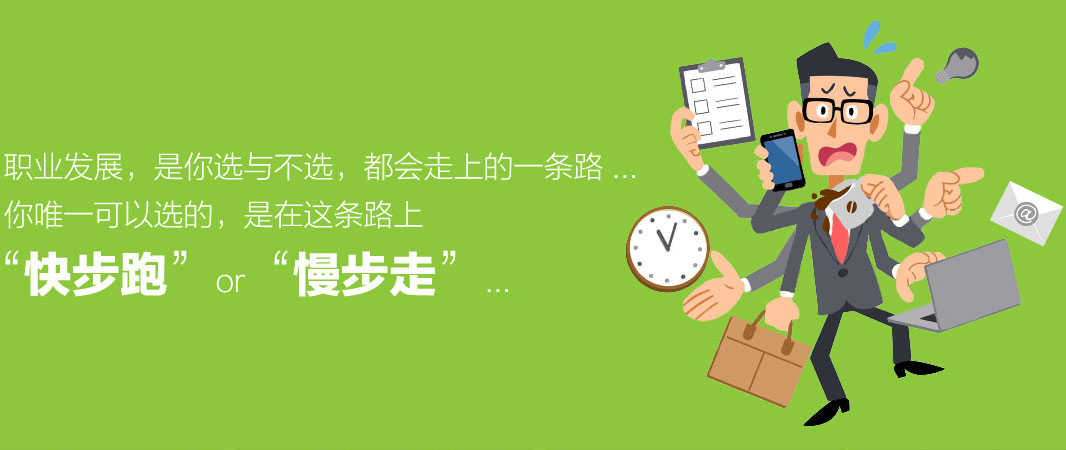 职业发展，是你选与不选，都会走上的一条路 ...
你唯一可以选的，是在这条路上
“快步跑” or “慢步走” ...
@